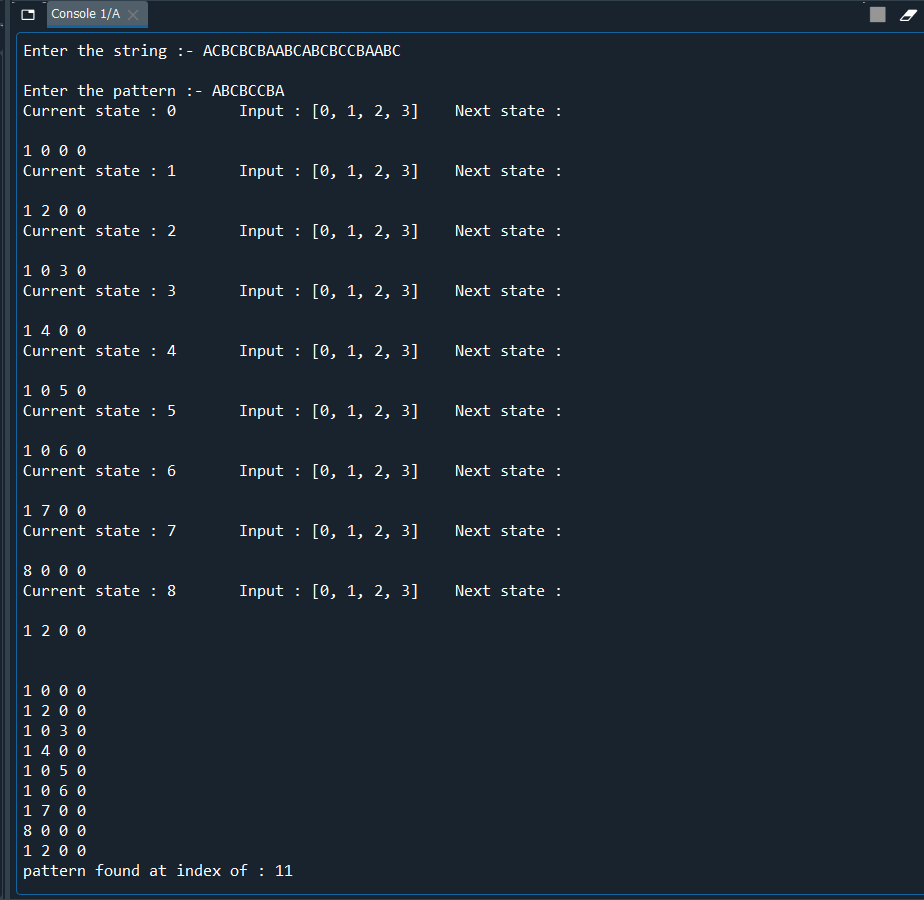 Console 1/A
Enter the string :- ACBCBCBAABCABCBCCBAABC
Enter the pattern :- ABCBCCBA
Current state : 0 Input : [0, 1, 2, 3] Next state :
1 0 0 0
Current state : 1 Input : [0, 1, 2, 3] Next state :
1 2 0 0
Current state : 2 Input : [0, 1, 2, 3] Next state :
1 0 3 0
Current state : 3 Input : [0, 1, 2, 3] Next state :
1 4 0 0
Current state : 4 Input : [0, 1, 2, 3] Next state :
1 0 5 0
Current state : 5 Input : [0, 1, 2, 3] Next state :
1 0 6 0
Current state : 6 Input : [0, 1, 2, 3] Next state :
1 7 0 0
Current state : 7 Input : [0, 1, 2, 3] Next state :
8 0 0 0
Current state : 8 Input : [0, 1, 2, 3] Next state :
1 2 0 0
1 0 0 0
1 2 0 0
1 0 3 0
1 4 0 0
1 0 5 0
1 0 6 0
1 7 0 0
8 0 0 0
1 2 0 0
pattern found at index of : 11